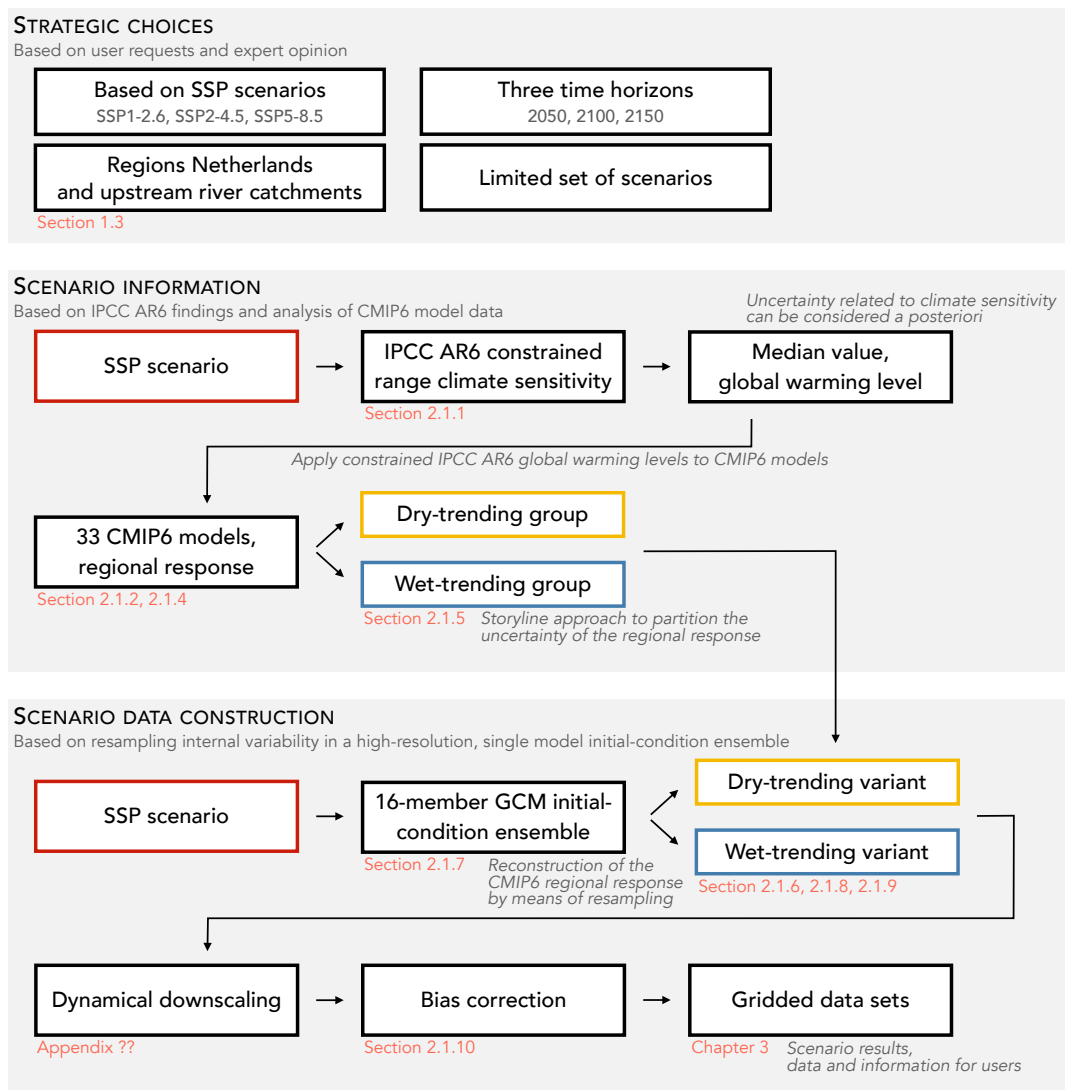 STRATEGIC CHOICES
Based on user requests and expert opinion
Based on SSP scenarios
SSP1-2.6, SSP2-4.5, SSP5-8.5
Three time horizons
2050, 2100, 2150
Regions Netherlands
and upstream river catchments
Limited set of scenarios
Section 1.3
SCENARIO INFORMATION
Based on IPCC AR6 findings and analysis of CMIP6 model data
Uncertainty related to climate sensitivity
can be considered a posteriori
SSP scenario
IPCC AR6 constrained
range climate sensitivity
Median value,
global warming level
Section 2.1.1
Apply constrained IPCC AR6 global warming levels to CMIP6 models
33 CMIP6 models,
regional response
Dry-trending group
Wet-trending group
Section 2.1.2, 2.1.4
Section 2.1.5
Storyline approach to partition the
uncertainty of the regional response
SCENARIO DATA CONSTRUCTION
Based on resampling internal variability in a high-resolution, single model initial-condition ensemble
SSP scenario
16-member GCM initial-
condition ensemble
Dry-trending variant
Wet-trending variant
Section 2.1.7
Reconstruction of the
CMIP6 regional response
by means of resampling
Section 2.1.6, 2.1.8, 2.1.9
Dynamical downscaling
Bias correction
Gridded data sets
Appendix ??
Section 2.1.10
Chapter 3
Scenario results,
data and information for users